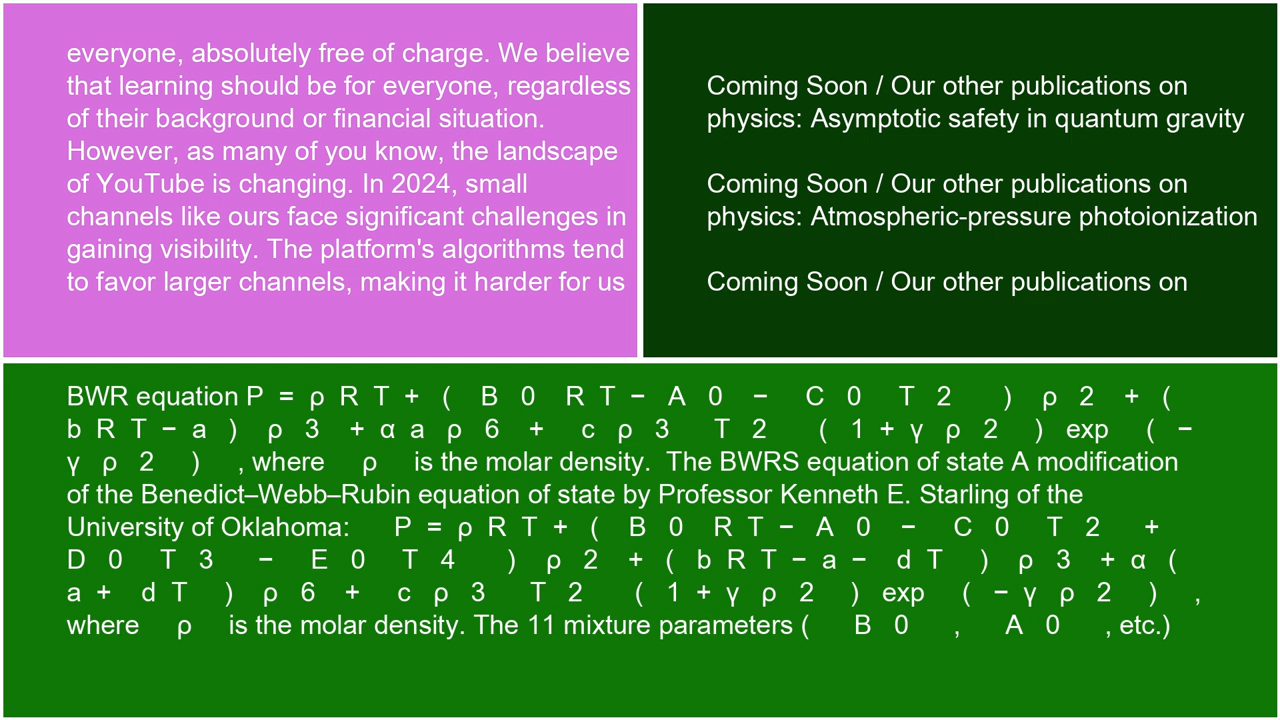 everyone, absolutely free of charge. We believe
that learning should be for everyone, regardless
of their background or financial situation.
However, as many of you know, the landscape
of YouTube is changing. In 2024, small
channels like ours face significant challenges in
gaining visibility. The platform's algorithms tend
to favor larger channels, making it harder for us
Coming Soon / Our other publications on
physics: Asymptotic safety in quantum gravity
Coming Soon / Our other publications on
physics: Atmospheric-pressure photoionization
Coming Soon / Our other publications on
BWR equation P = ρ R T + ( B 0 R T − A 0 − C 0 T 2 ) ρ 2 + (
b R T − a ) ρ 3 + α a ρ 6 + c ρ 3 T 2 ( 1 + γ ρ 2 ) exp ( −
γ ρ 2 ) , where ρ is the molar density. The BWRS equation of state A modification
of the Benedict–Webb–Rubin equation of state by Professor Kenneth E. Starling of the
University of Oklahoma: P = ρ R T + ( B 0 R T − A 0 − C 0 T 2 +
D 0 T 3 − E 0 T 4 ) ρ 2 + ( b R T − a − d T ) ρ 3 + α (
a + d T ) ρ 6 + c ρ 3 T 2 ( 1 + γ ρ 2 ) exp ( − γ ρ 2 ) ,
where ρ is the molar density. The 11 mixture parameters ( B 0 , A 0 , etc.)